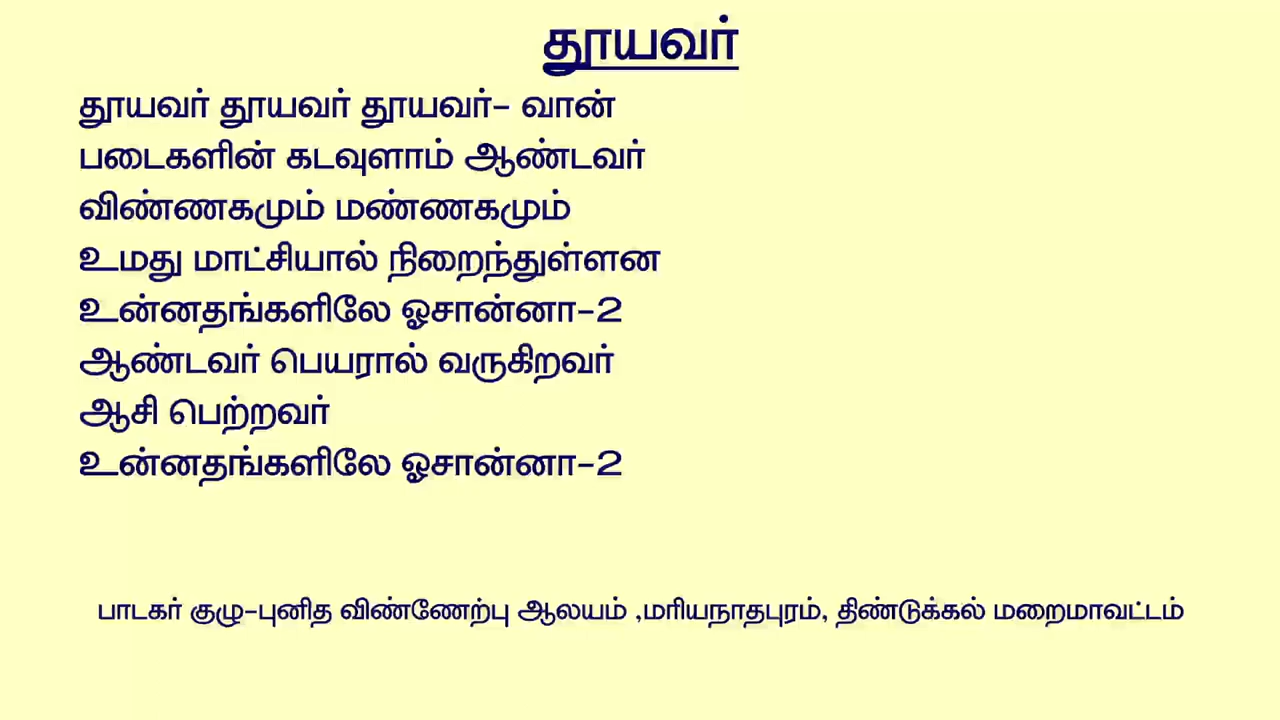 தூயவர்
தூயவர் தூயவர் தூயவர்- வான்
படைகளின் கடவுளாம் ஆண்டவர்
விண்ணகமும் மண்ணகமும்
உமது மாட்சியால் நிறைந்துள்ளன
உன்னதங்களிலே ஓசான்னா-2
ஆண்டவர் பெயரால் வருகிறவர்
ஆசி பெற்றவர்
உன்னதங்களிலே ஓசான்னா-2
பாடகர் குழு-புனித விண்ணேற்பு ஆலயம் ,மரியநாதபுரம், திண்டுக்கல் மறைமாவட்டம்